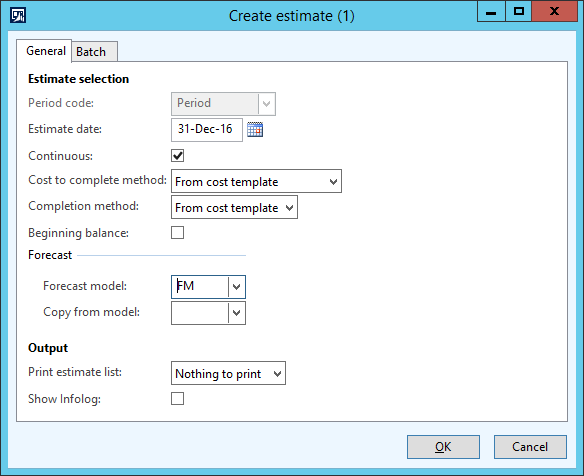 Create estimate (1)
General Batch
Estimate selection
Period code: Period
Estimate date: 31-Dec-16
Continuous:
Cost to complete method: From cost template
Completion method: From cost template
Beginning balance:
Forecast
Forecast model: FM
Copy from model:
Output
Print estimate list: Nothing to print
Show Infolog:
OK Cancel